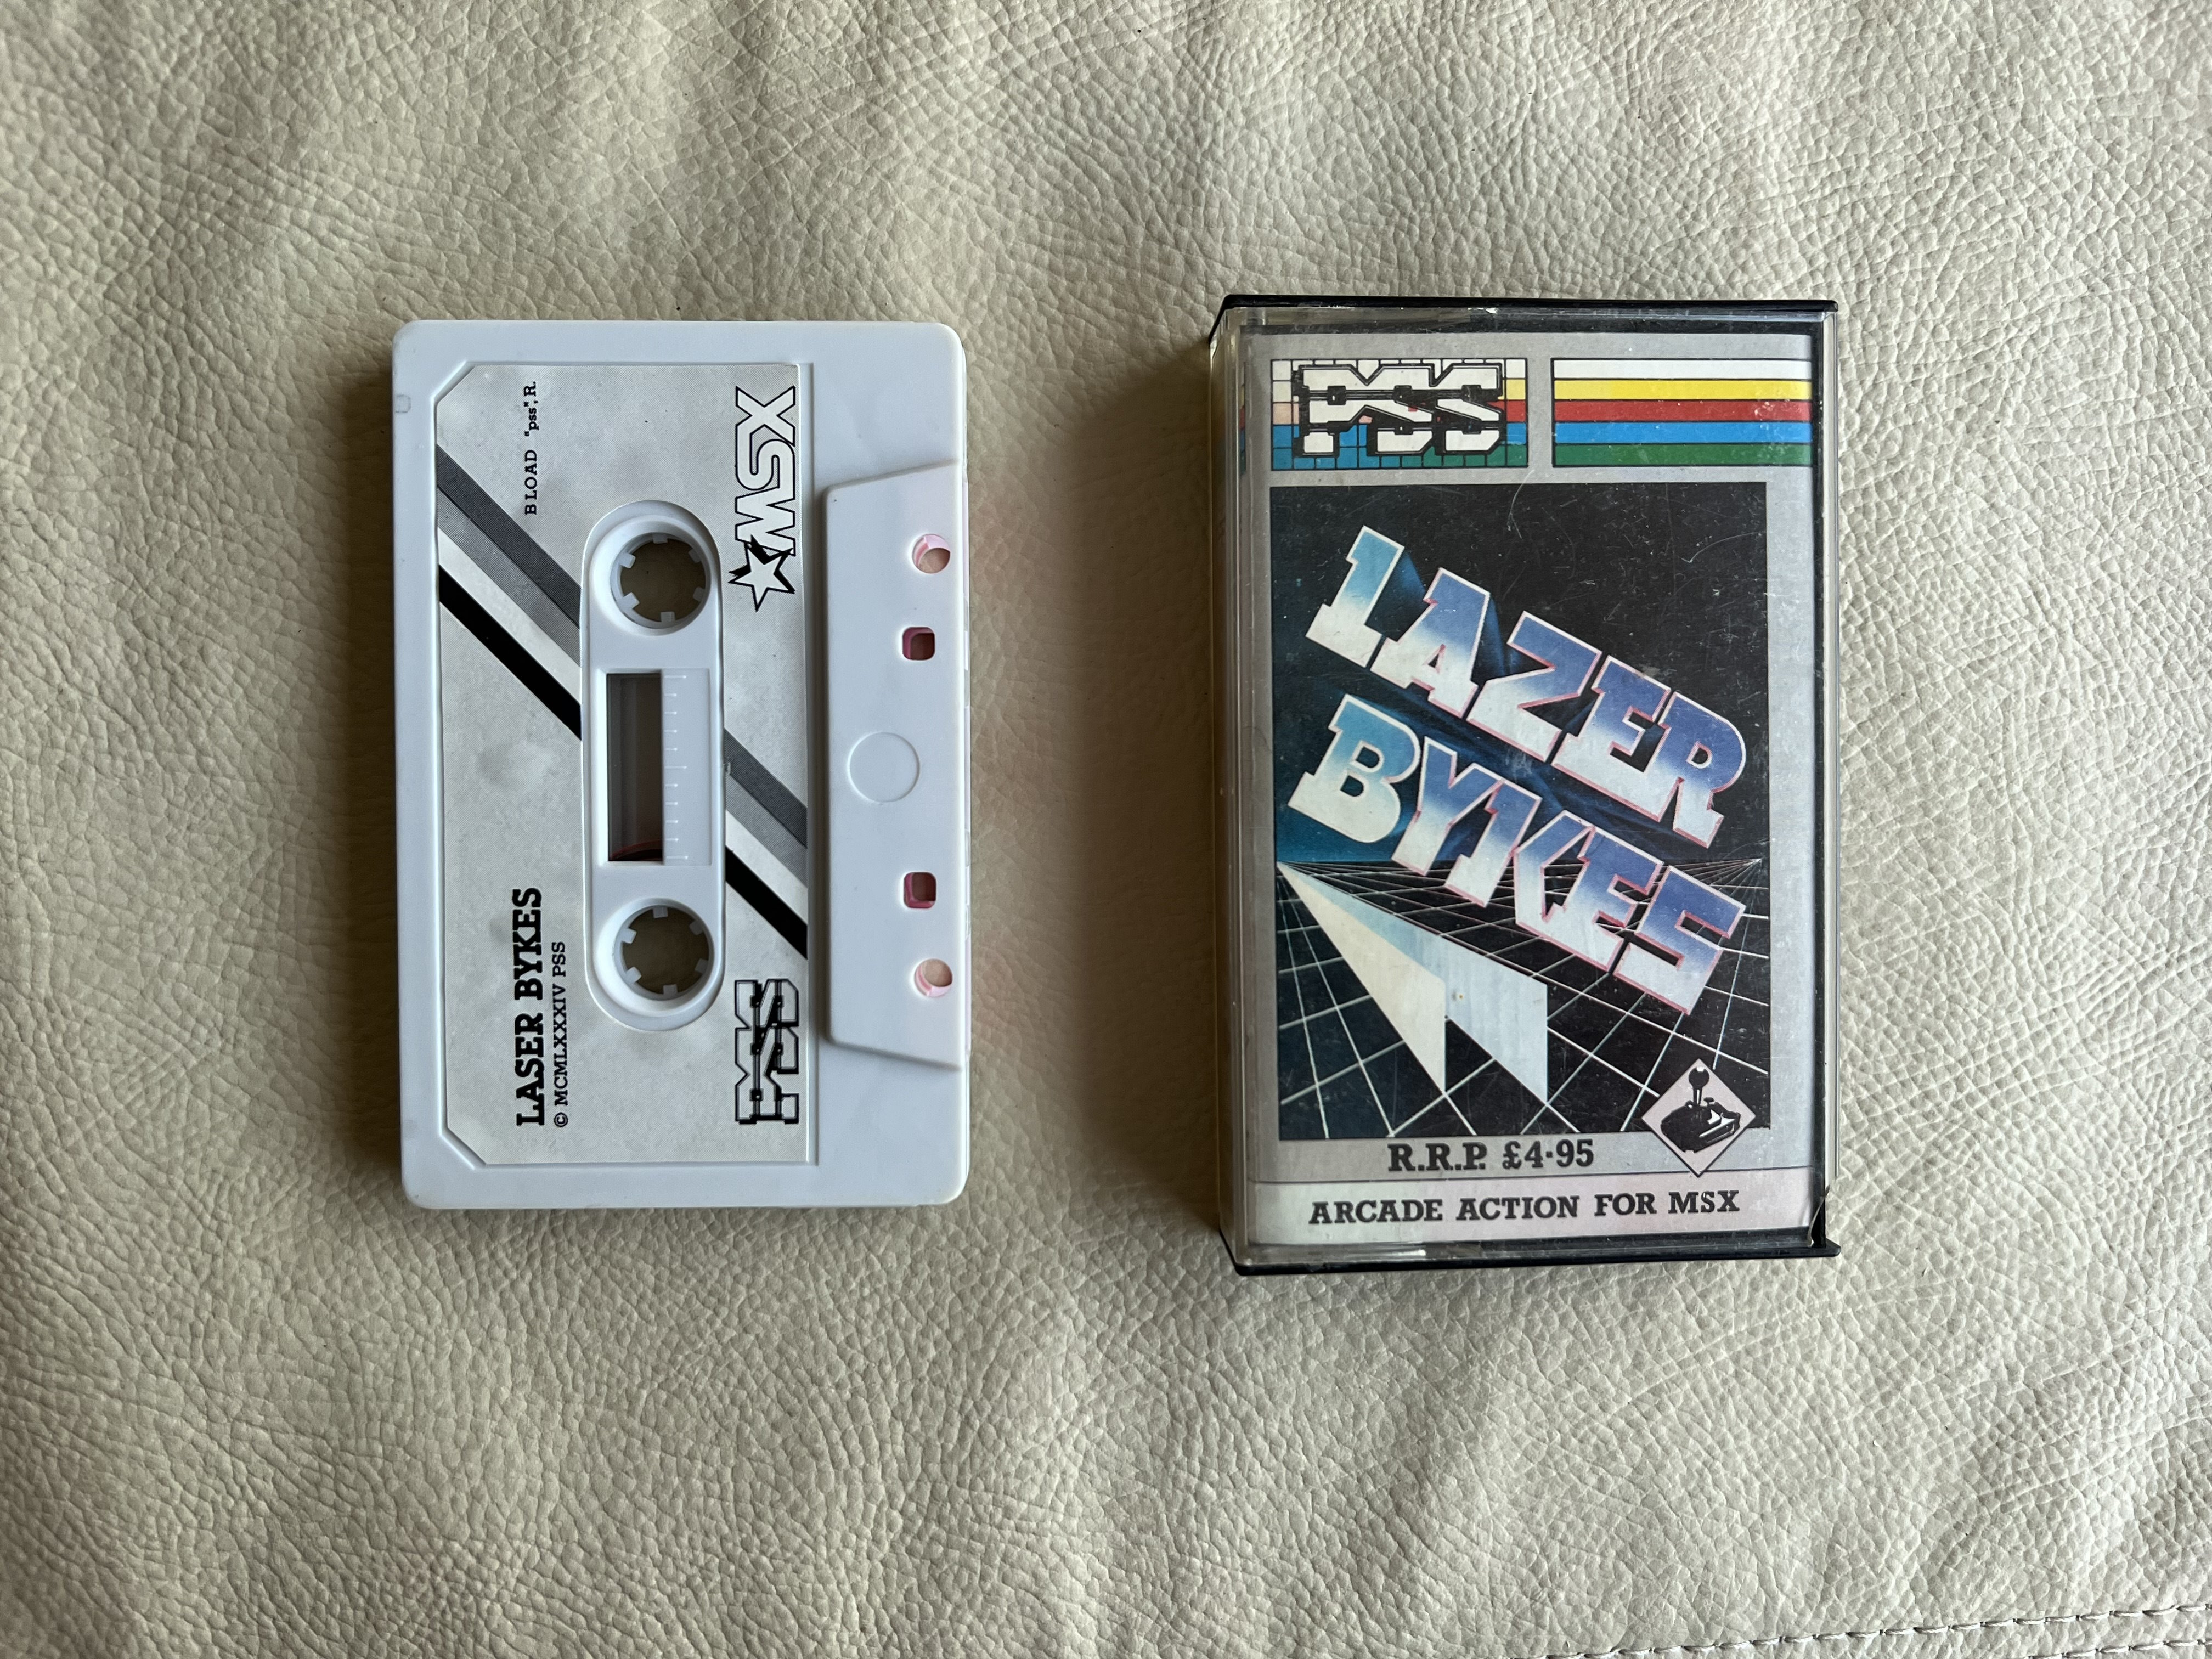 BLOAD "pss",R.
LASER BYKES
© MCMLXXXIV PSS
MSX
PSS
PSS
LAZER
BYKES
R.R.P. £4·95
ARCADE ACTION FOR MSX